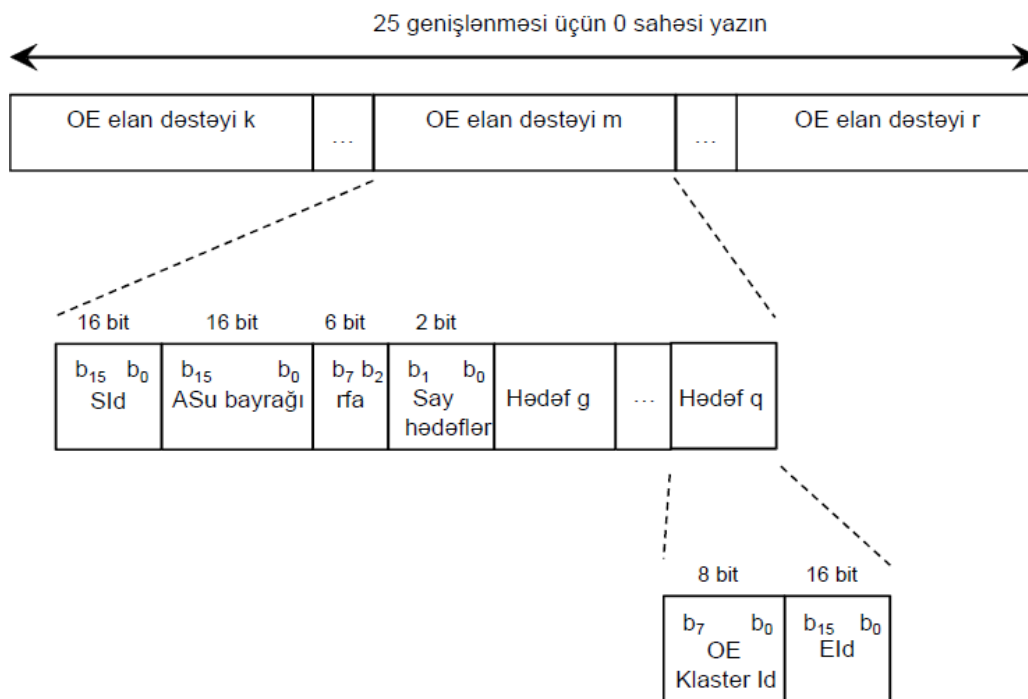 25 genişlənməsi üçün 0 sahəsi yazın
OE elan dəstəyi k ... OE elan dəstəyi m ... OE elan dəstəyi r
16 bit 16 bit 6 bit 2 bit
b15 b0 b15 b0 b7 b2 b1 b0
SId ASu bayrağı rfa Say hədəflər Hədəf g ... Hədəf q
8 bit 16 bit
b7 b0 b15 b0
OE EId
Klaster Id